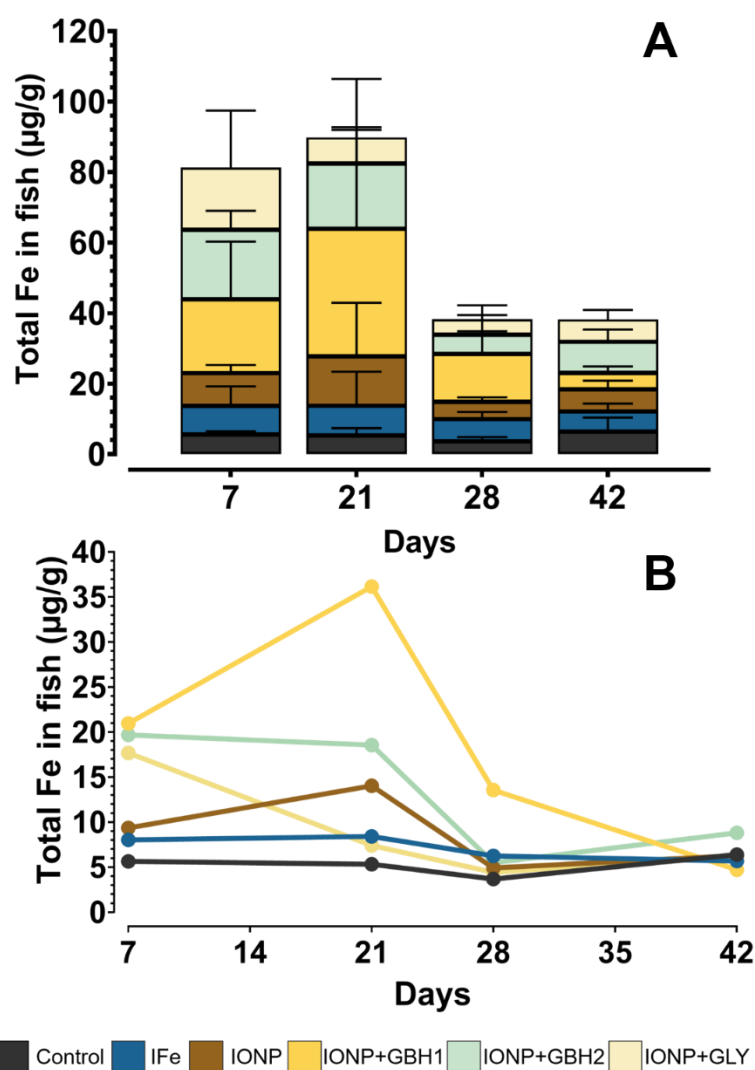 A
Total Fe in fish (µg/g)
120
100
80
60
40
20
0
7 21 28 42
Days
B
Total Fe in fish (µg/g)
40
35
30
25
20
15
10
5
0
7 14 21 28 35 42
Days
Control IFe IONP IONP+GBH1 IONP+GBH2 IONP+GLY